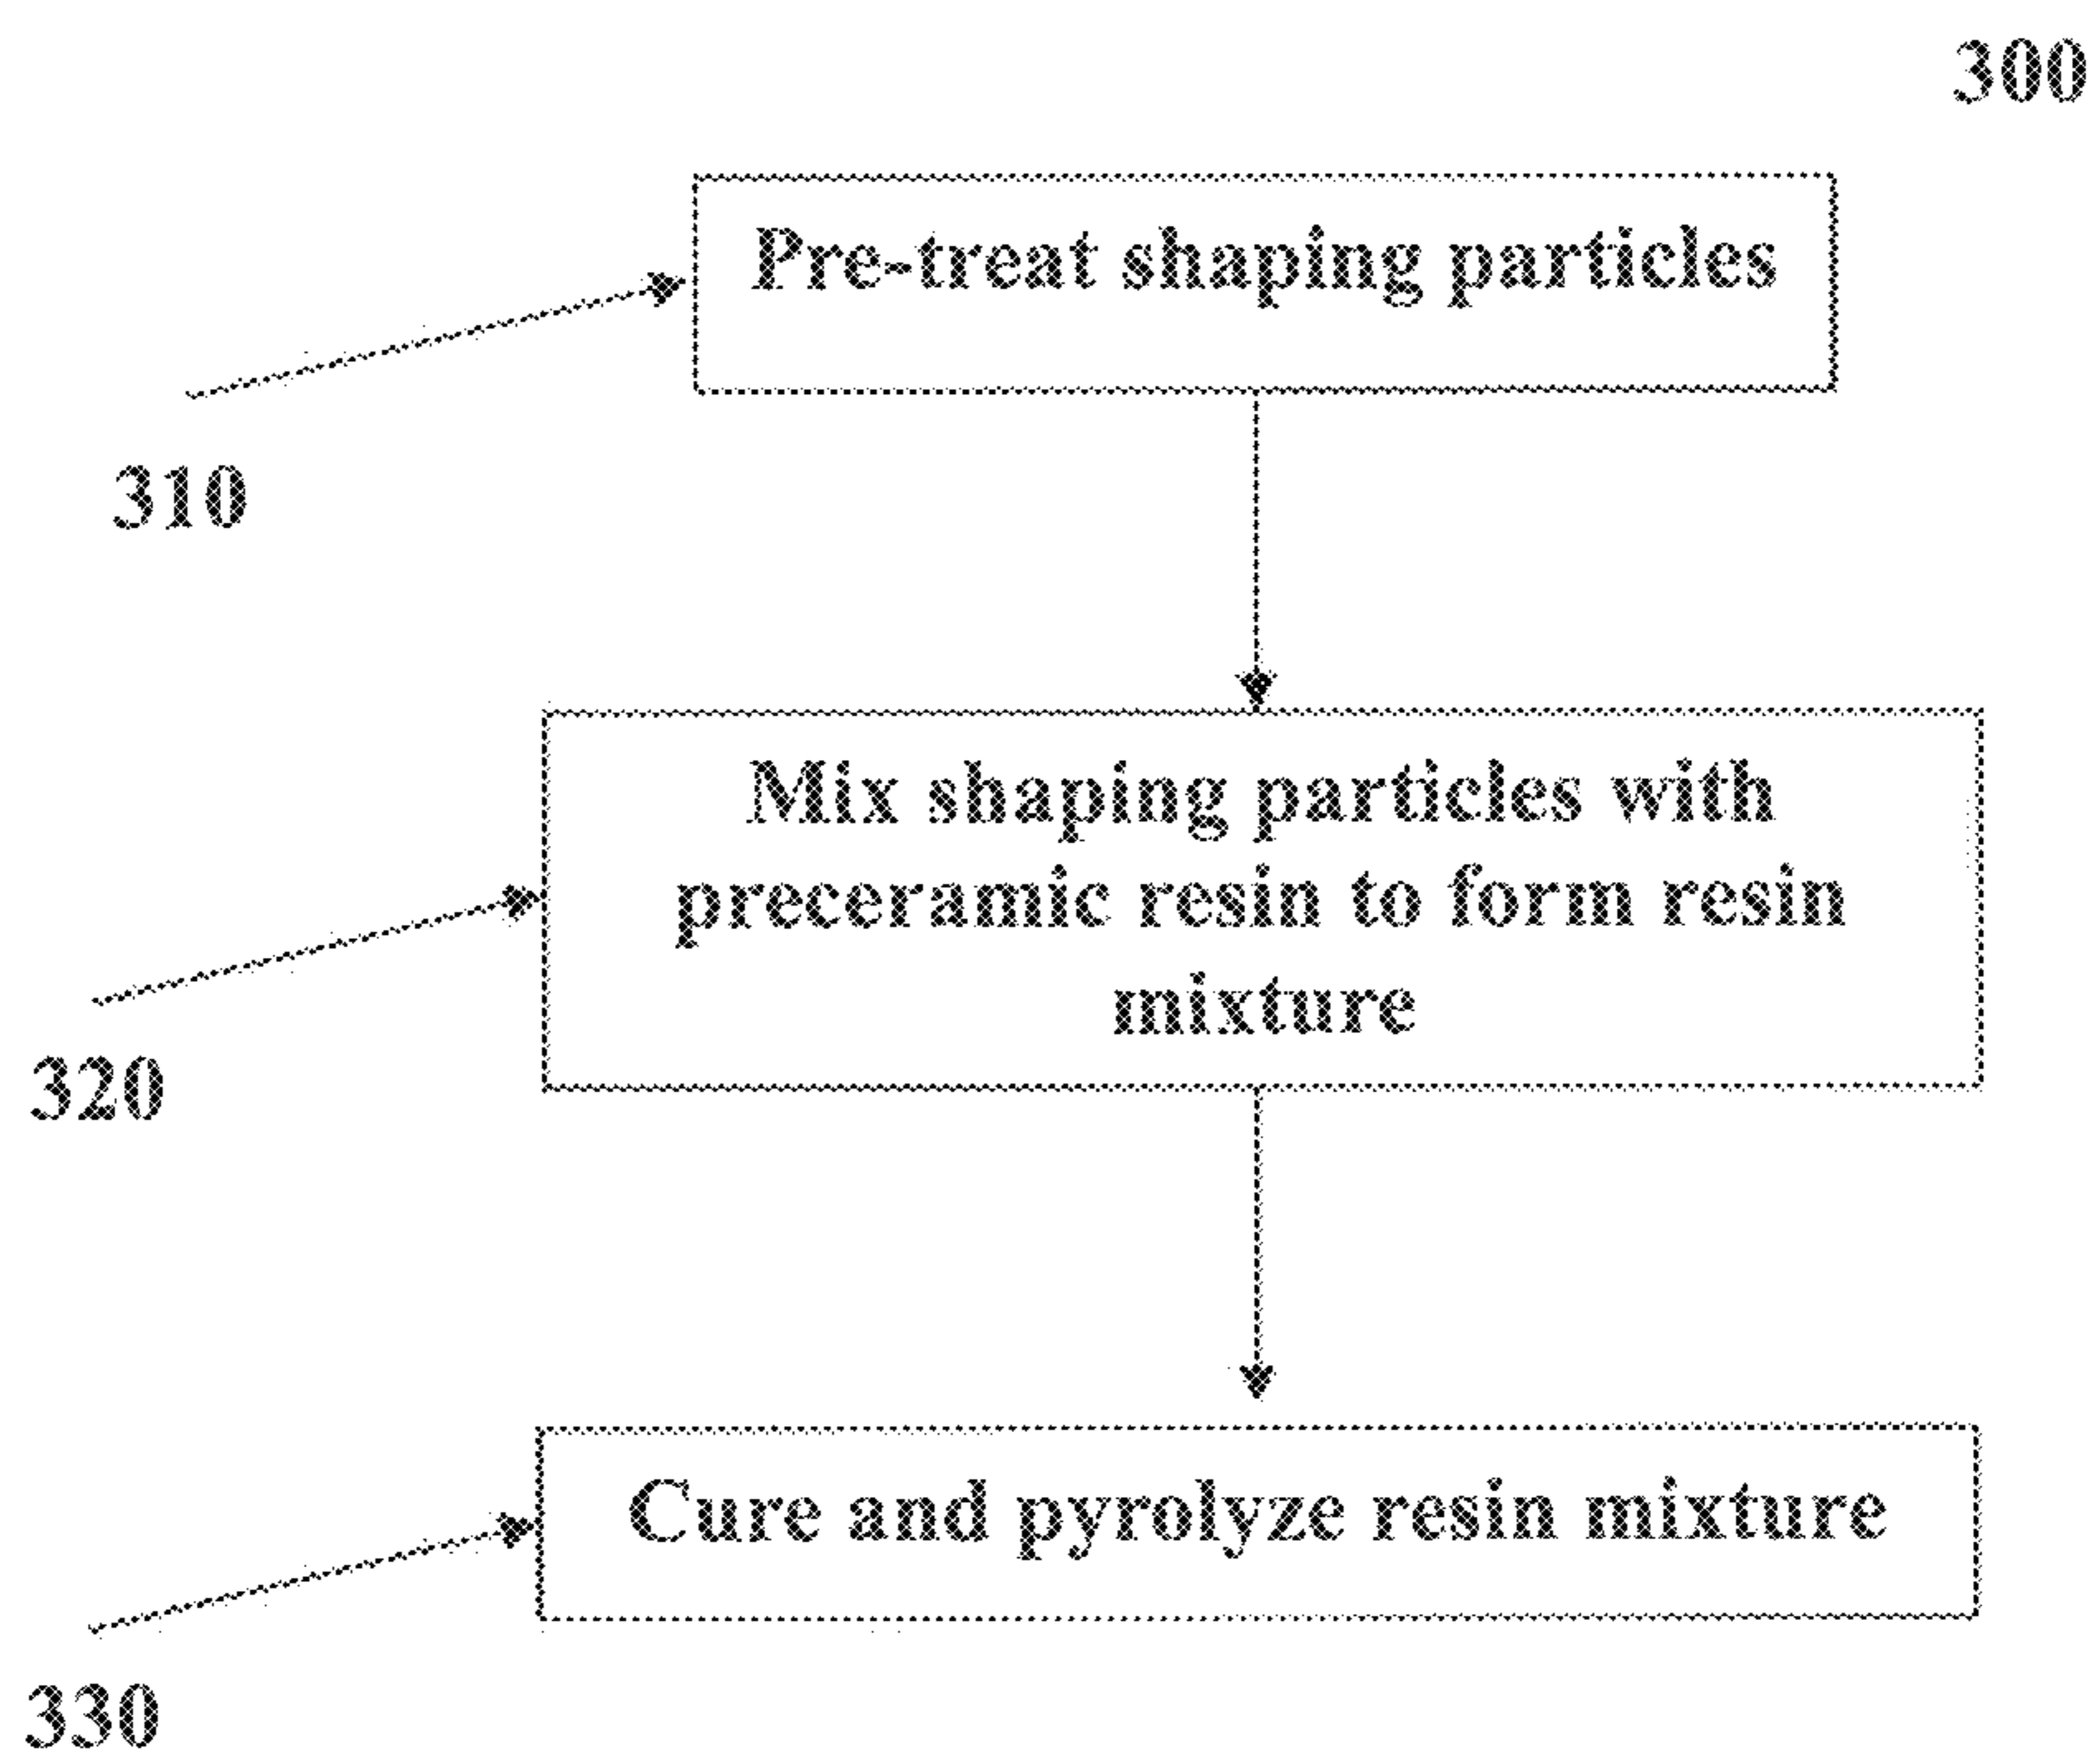 300
Pre-treat shaping particles
310
Mix shaping particles with
preceramic resin to form resin
mixture
320
Cure and pyrolyze resin mixture
330